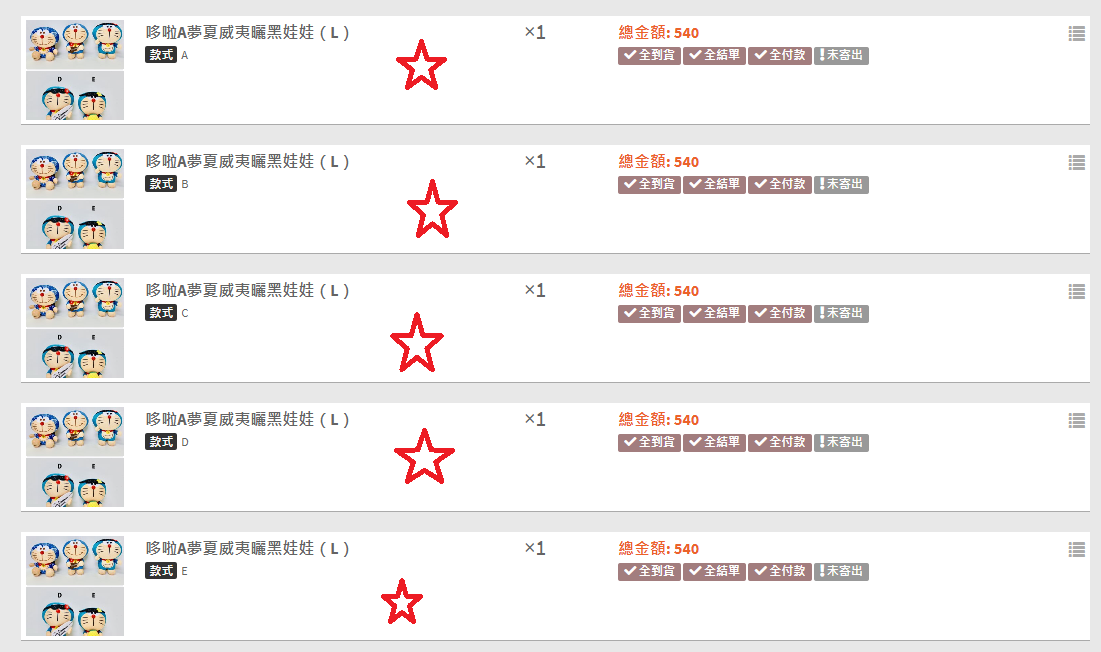 哆啦A夢夏威夷曬黑娃娃（L） ×1 總金額: 540
款式 A 全到貨 全結單 全付款 未寄出
D E
哆啦A夢夏威夷曬黑娃娃（L） ×1 總金額: 540
款式 B 全到貨 全結單 全付款 未寄出
D E
哆啦A夢夏威夷曬黑娃娃（L） ×1 總金額: 540
款式 C 全到貨 全結單 全付款 未寄出
D E
哆啦A夢夏威夷曬黑娃娃（L） ×1 總金額: 540
款式 D 全到貨 全結單 全付款 未寄出
D E
哆啦A夢夏威夷曬黑娃娃（L） ×1 總金額: 540
款式 E 全到貨 全結單 全付款 未寄出
D E